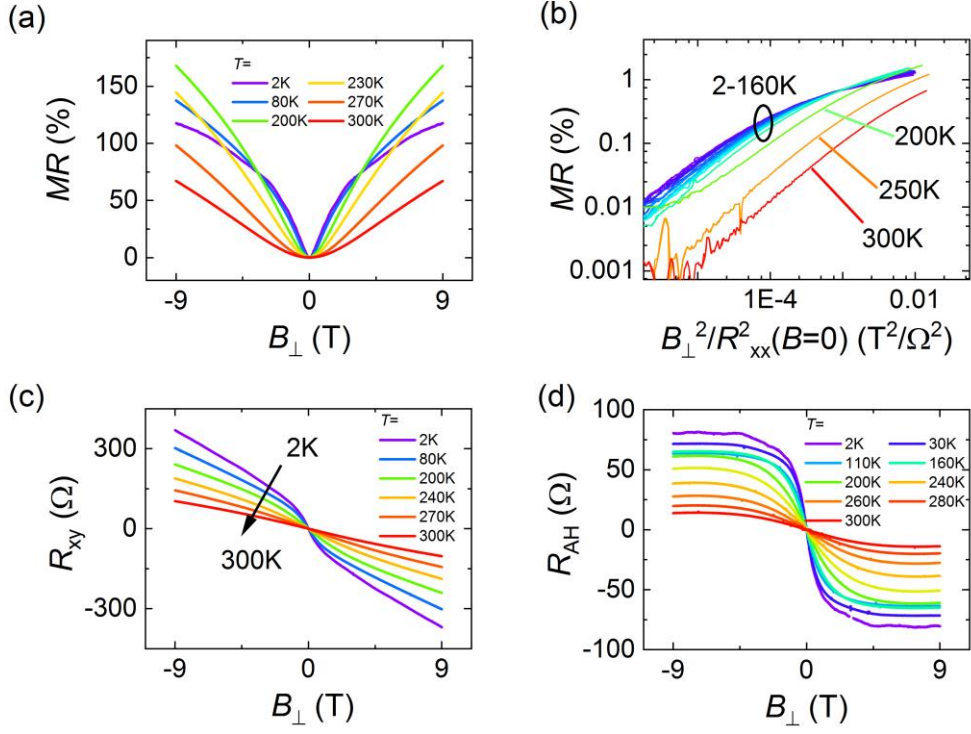 (a)
MR (%)
150
100
50
0
T=
2K 230K
80K 270K
200K 300K
-9 0 9
B⊥ (T)
(b)
MR (%)
1
0.1
0.01
0.001
2-160K
200K
250K
300K
1E-4 0.01
B⊥²/R²xx(B=0) (T²/Ω²)
(c)
Rxy (Ω)
300
0
-300
T=
2K
80K
200K
240K
270K
300K
2K
300K
-9 0 9
B⊥ (T)
(d)
RAH (Ω)
100
50
0
-50
-100
T=
2K 30K
110K 160K
200K 240K
260K 280K
300K
-9 0 9
B⊥ (T)